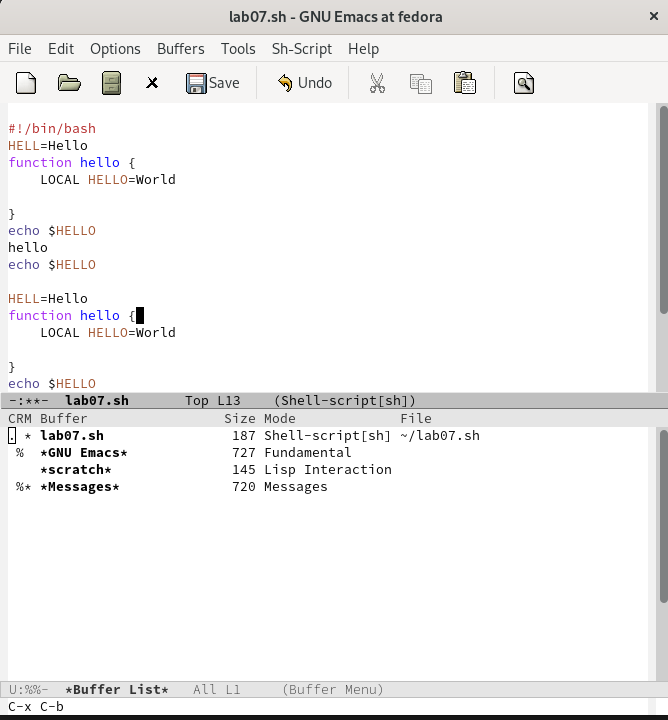 lab07.sh - GNU Emacs at fedora
File Edit Options Buffers Tools Sh-Script Help
Save Undo
#!/bin/bash
HELL=Hello
function hello {
    LOCAL HELLO=World
}
echo $HELLO
hello
echo $HELLO
HELL=Hello
function hello {
    LOCAL HELLO=World
}
echo $HELLO
-:**-  lab07.sh       Top L13    (Shell-script[sh])
CRM Buffer                 Size Mode             File
. * lab07.sh                187 Shell-script[sh] ~/lab07.sh
 %  *GNU Emacs*             727 Fundamental
    *scratch*               145 Lisp Interaction
 %* *Messages*              720 Messages
U:%%-  *Buffer List*   All L1     (Buffer Menu)
C-x C-b